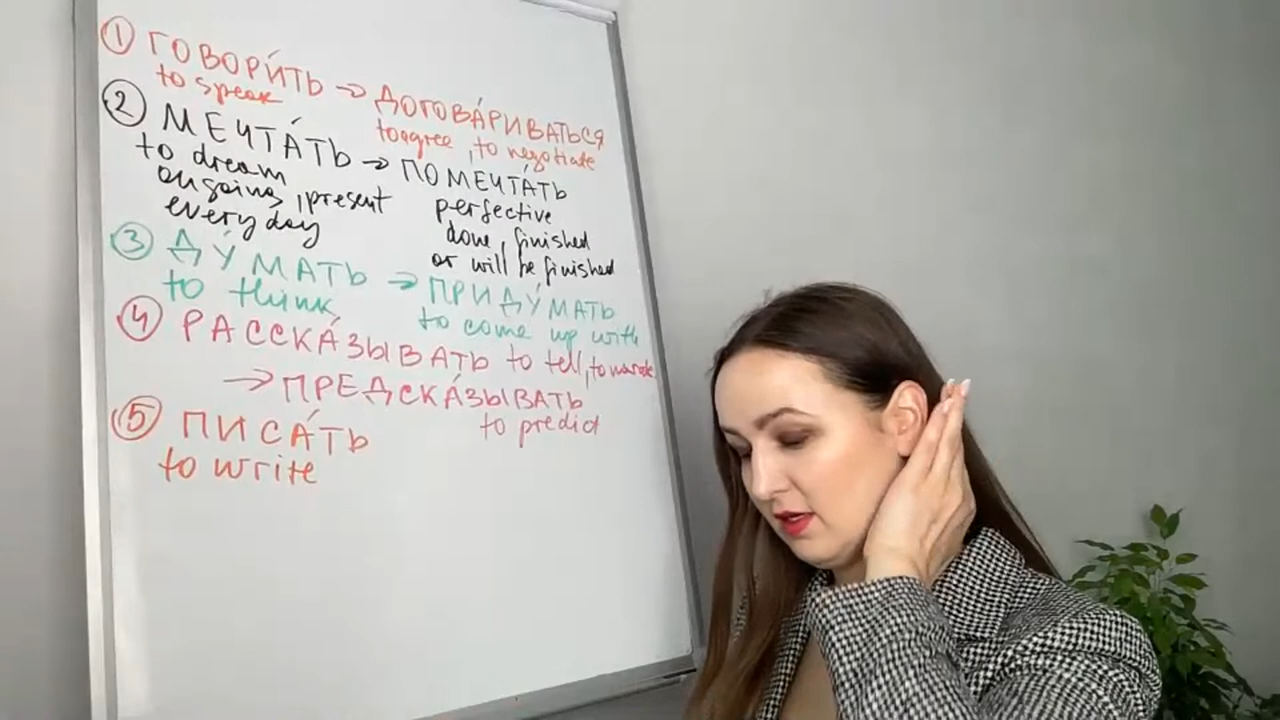 ① ГОВОРИ́ТЬ → ДОГОВА́РИВАТЬСЯ
to speak
to agree, to negotiate
② МЕЧТА́ТЬ → ПОМЕЧТА́ТЬ
to dream
ongoing, present
every day
perfective
done, finished
or will be finished
③ ДУ́МАТЬ → ПРИДУ́МАТЬ
to think
to come up with
④ РАССКА́ЗЫВАТЬ to tell, to narrate
→ ПРЕДСКА́ЗЫВАТЬ
to predict
⑤ ПИСА́ТЬ
to write